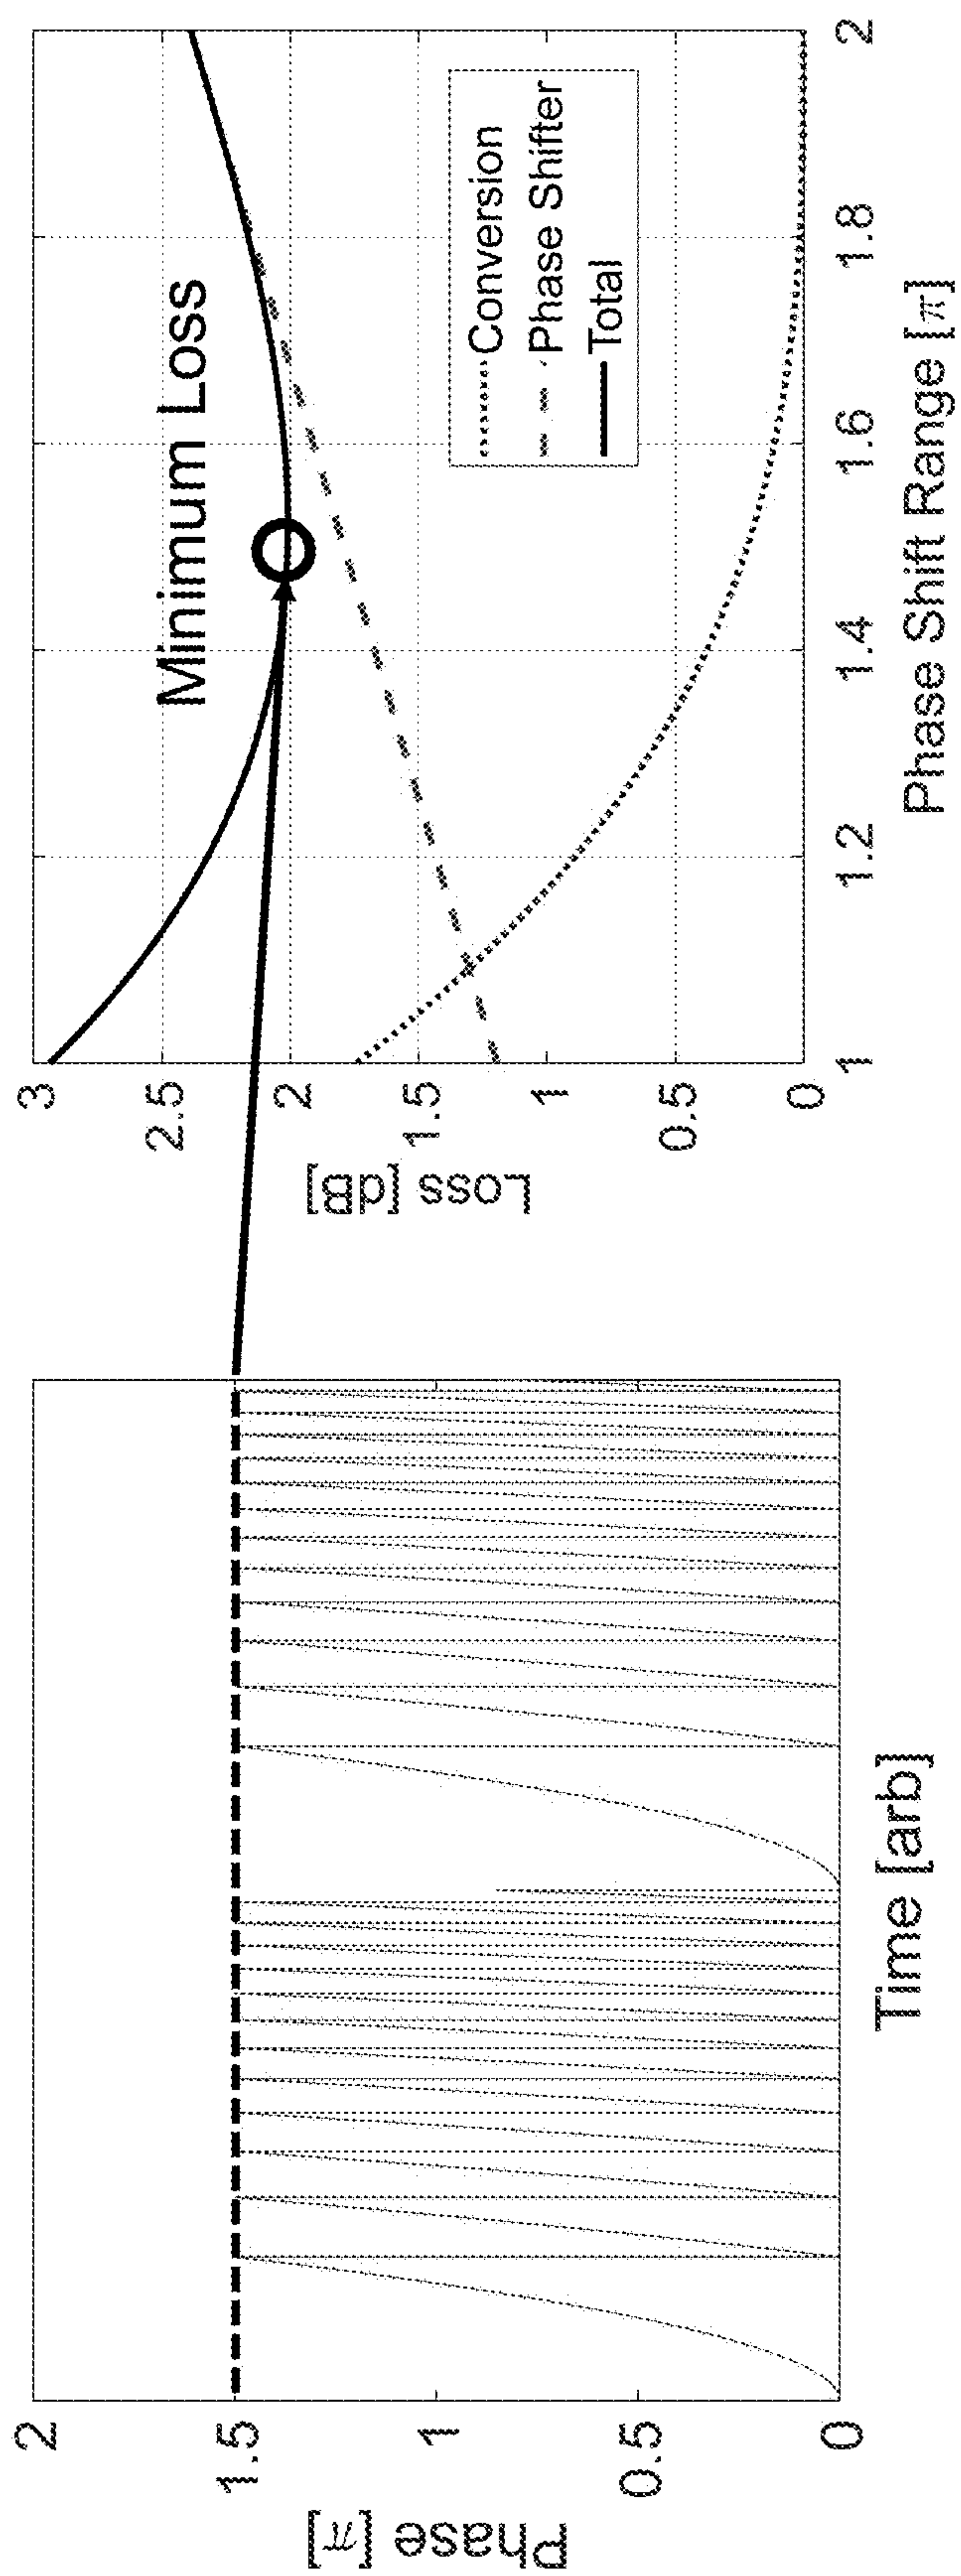 2
1.5
1
0.5
0
Phase [π]
Time [arb]
3
2.5
2
1.5
1
0.5
0
Loss [dB]
Minimum Loss
Conversion
Phase Shifter
Total
1
1.2
1.4
1.6
1.8
2
Phase Shift Range [π]